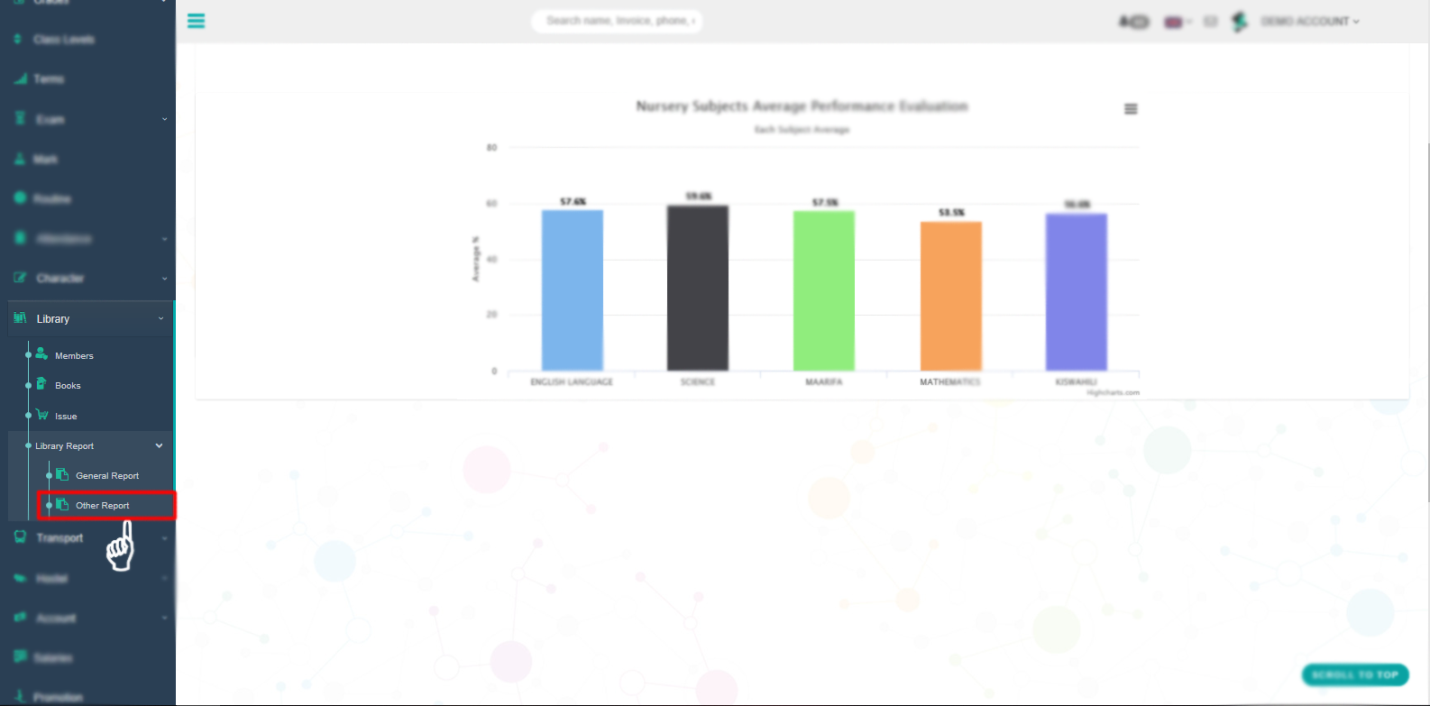 Grades
Class Levels
Terms
Exam
Mark
Routine
Attendance
Character
Library
Members
Books
Issue
Library Report
General Report
Other Report
Transport
Hostel
Account
Salaries
Promotion
Search name, Invoice, phone,
DEMO ACCOUNT
Nursery Subjects Average Performance Evaluation
Each Subject Average
Average %
80
60
40
20
0
57.6% 59.6% 57.5% 53.5%
ENGLISH LANGUAGE SCIENCE MAARIFA MATHEMATICS KISWAHILI
Highcharts.com
SCROLL TO TOP